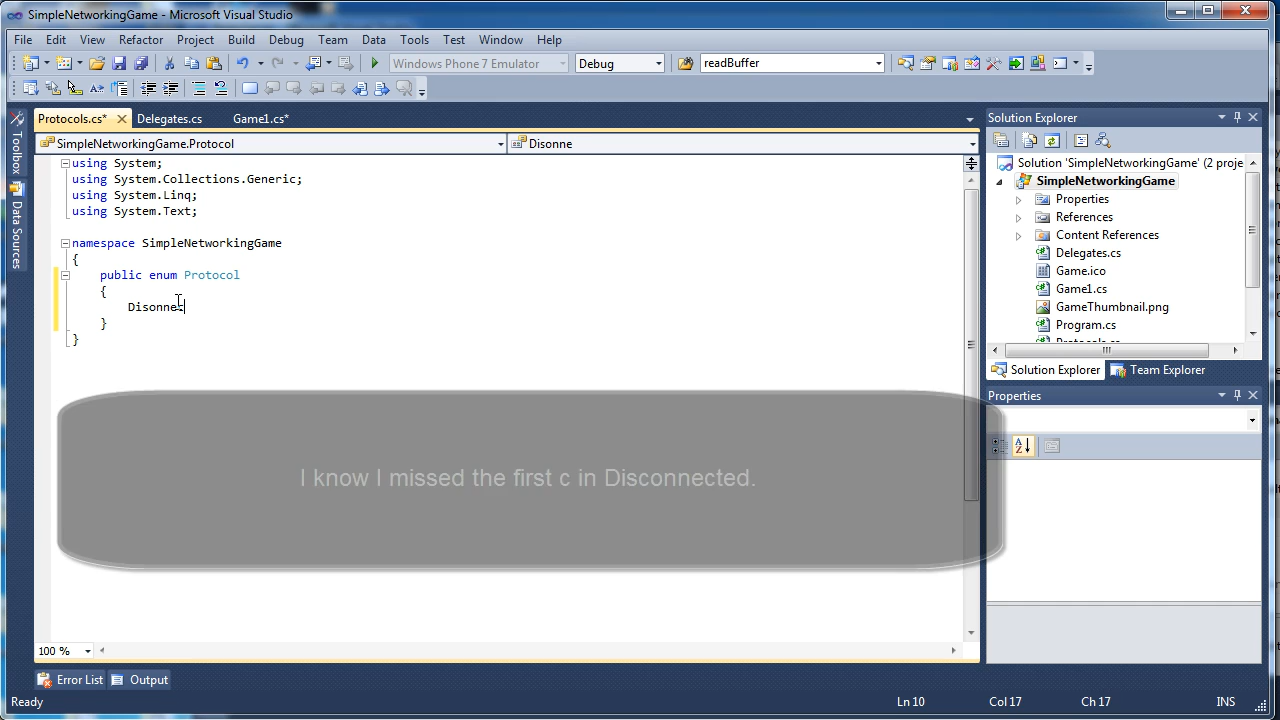 SimpleNetworkingGame - Microsoft Visual Studio
File Edit View Refactor Project Build Debug Team Data Tools Test Window Help
Windows Phone 7 Emulator Debug readBuffer
Protocols.cs* Delegates.cs Game1.cs*
SimpleNetworkingGame.Protocol Disonne
Toolbox
Data Sources
using System;
using System.Collections.Generic;
using System.Linq;
using System.Text;
namespace SimpleNetworkingGame
{
public enum Protocol
{
Disonnec
}
}
I know I missed the first c in Disconnected.
100 %
Solution Explorer
Solution 'SimpleNetworkingGame' (2 proje
SimpleNetworkingGame
Properties
References
Content References
Delegates.cs
Game.ico
Game1.cs
GameThumbnail.png
Program.cs
Protocols.cs
Solution Explorer Team Explorer
Properties
Error List Output
Ready Ln 10 Col 17 Ch 17 INS